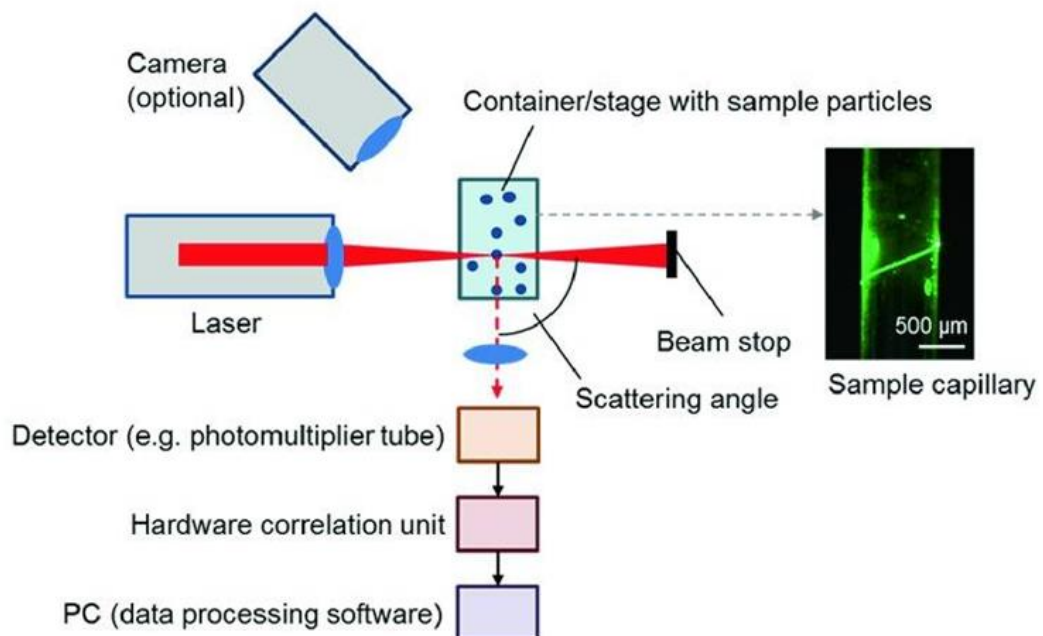 Camera
(optional)
Container/stage with sample particles
Laser
Beam stop
500 µm
Sample capillary
Scattering angle
Detector (e.g. photomultiplier tube)
Hardware correlation unit
PC (data processing software)